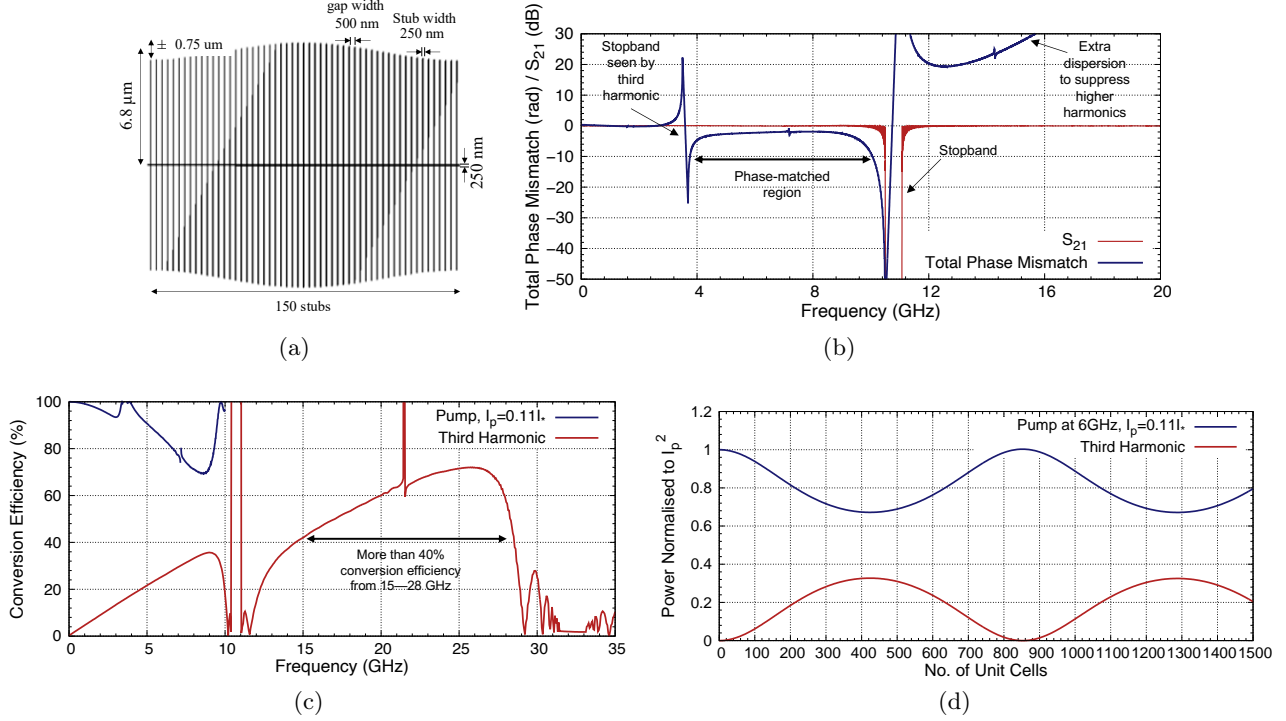 gap width
500 nm
Stub width
250 nm
± 0.75 um
6.8 µm
250 nm
150 stubs
(a)
Total Phase Mismatch (rad) / S21 (dB)
30
20
10
0
−10
−20
−30
−40
−50
Stopband
seen by
third
harmonic
Extra
dispersion
to suppress
higher
harmonics
Phase-matched
region
Stopband
S21
Total Phase Mismatch
0
4
8
12
16
20
Frequency (GHz)
(b)
Conversion Efficiency (%)
100
80
60
40
20
0
Pump, Ip=0.11I*
Third Harmonic
More than 40%
conversion efficiency
from 15—28 GHz
0
5
10
15
20
25
30
35
Frequency (GHz)
(c)
Power Normalised to Ip2
1.2
1
0.8
0.6
0.4
0.2
0
Pump at 6GHz, Ip=0.11I*
Third Harmonic
0 100 200 300 400 500 600 700 800 900 1000 1100 1200 1300 1400 1500
No. of Unit Cells
(d)